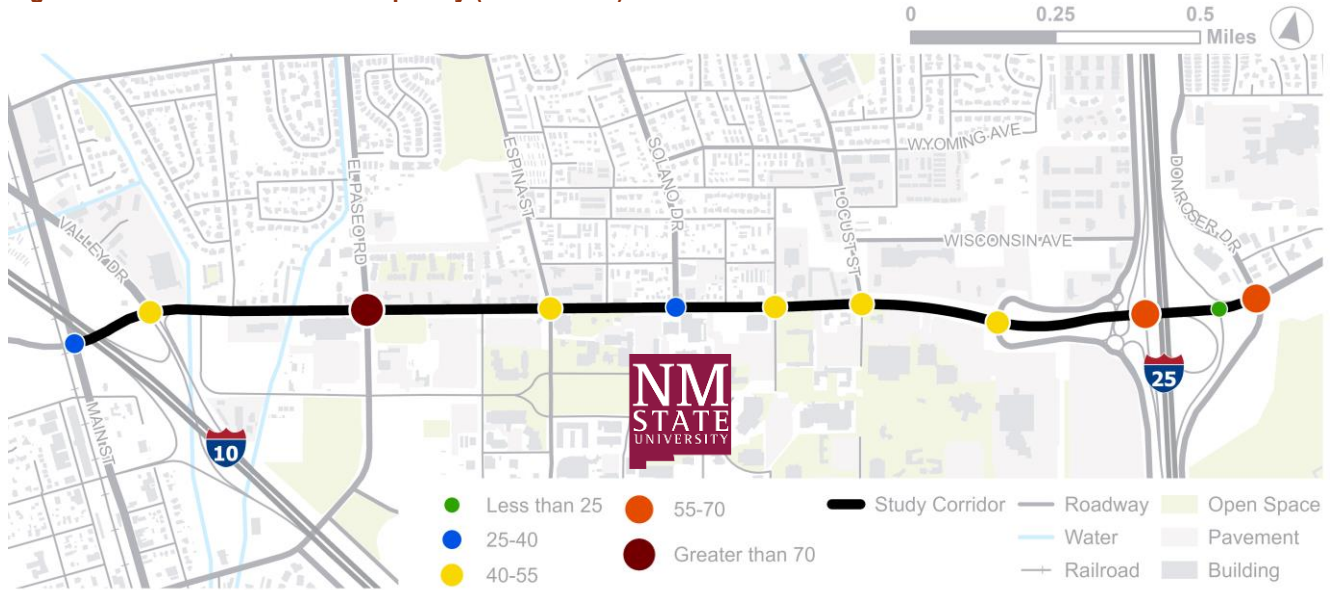 0 0.25 0.5
Miles
WYOMING AVE
ESPINA ST
SOLANO DR
EL PASEO RD
LOCUST ST
DON ROSER DR
VALLEY DR
WISCONSIN AVE
MAIN ST
10
25
NM
STATE
UNIVERSITY
Less than 25
25-40
40-55
55-70
Greater than 70
Study Corridor
Roadway
Water
Railroad
Open Space
Pavement
Building